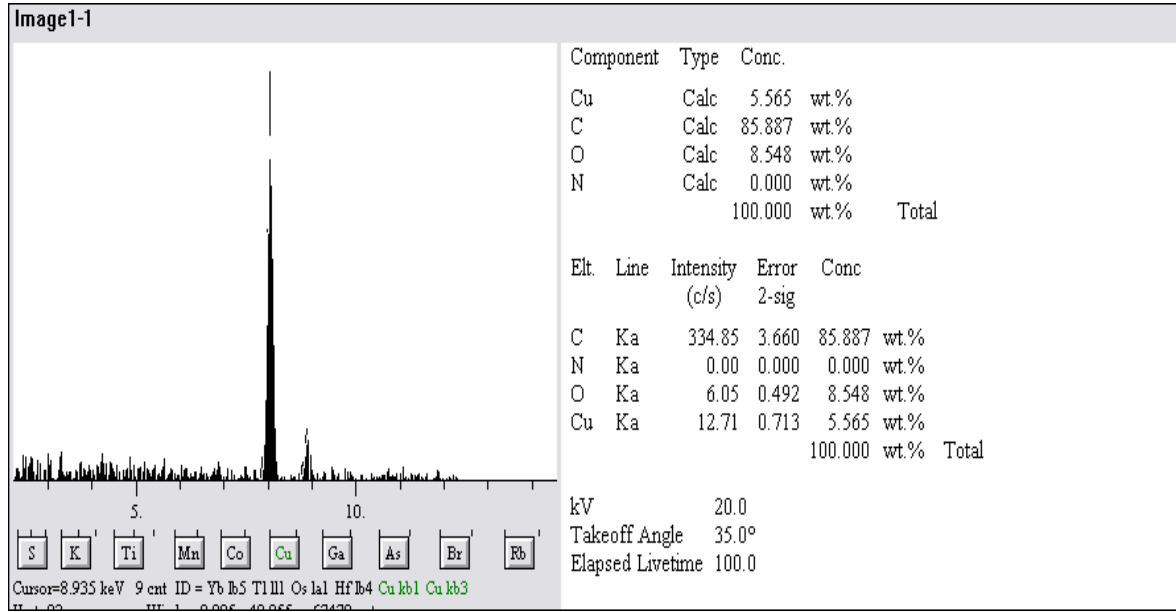 Image1-1
Component Type Conc.
Cu Calc 5.565 wt.%
C Calc 85.887 wt.%
O Calc 8.548 wt.%
N Calc 0.000 wt.%
100.000 wt.% Total
Elt. Line Intensity Error Conc
(c/s) 2-sig
C Ka 334.85 3.660 85.887 wt.%
N Ka 0.00 0.000 0.000 wt.%
O Ka 6.05 0.492 8.548 wt.%
Cu Ka 12.71 0.713 5.565 wt.%
100.000 wt.% Total
kV 20.0
Takeoff Angle 35.0°
Elapsed Livetime 100.0
5. 10.
S K Ti Mn Co Cu Ga As Br Rb
Cursor=8.935 keV 9 cnt ID = Yb lb5 Tl ll1 Os la1 Hf lb4 Cu kb1 Cu kb3